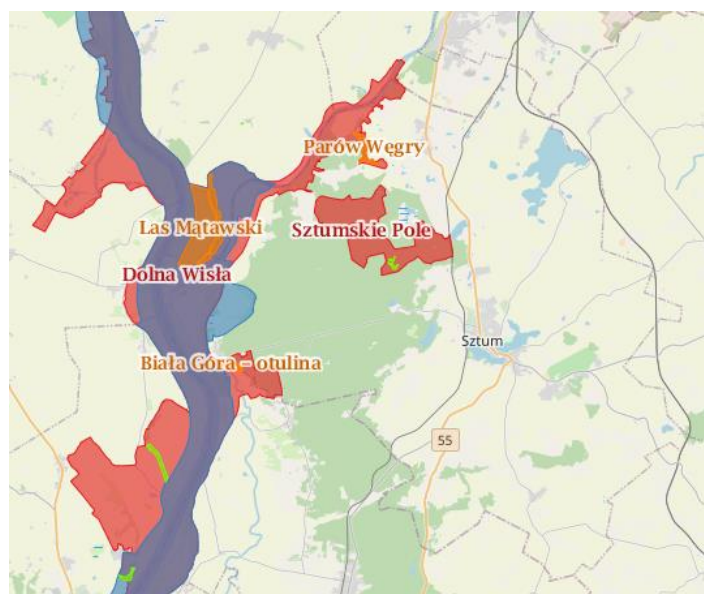 Parów Węgry
Las Mątawski
Sztumskie Pole
Dolna Wisła
Sztum
Biała Góra – otulina
55